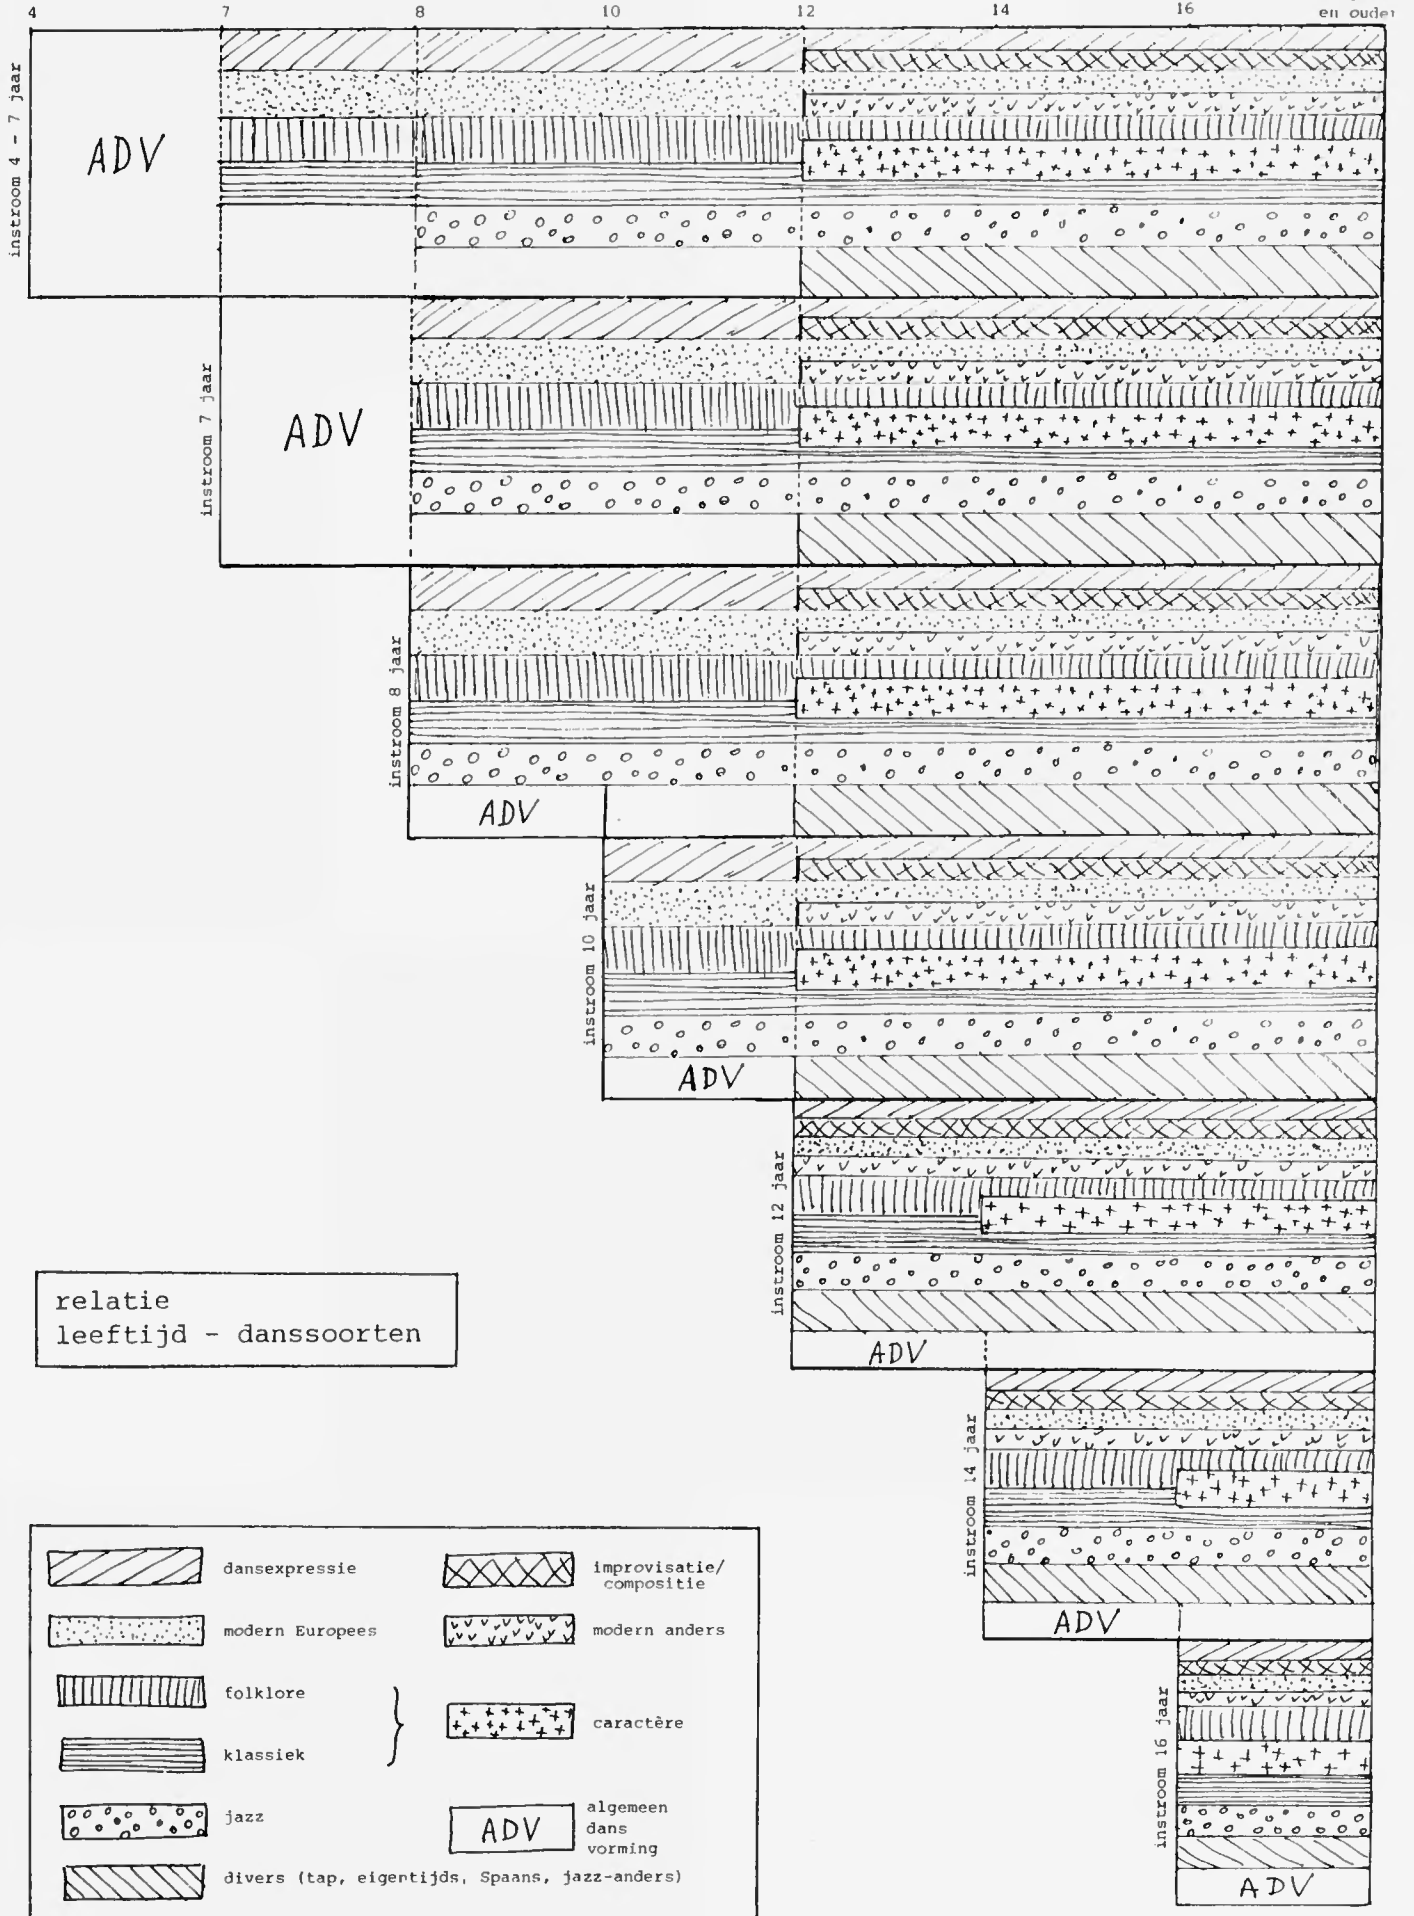 4 7 8 10 12 14 16
en ouder
instroom 4 - 7 jaar
ADV
instroom 7 jaar
ADV
instroom 8 jaar
ADV
instroom 10 jaar
ADV
instroom 12 jaar
ADV
instroom 14 jaar
ADV
instroom 16 jaar
ADV
relatie
leeftijd - danssoorten
dansexpressie
improvisatie/
compositie
modern Europees
modern anders
folklore
caractère
klassiek
jazz
ADV
algemeen
dans
vorming
divers (tap, eigentijds, Spaans, jazz-anders)